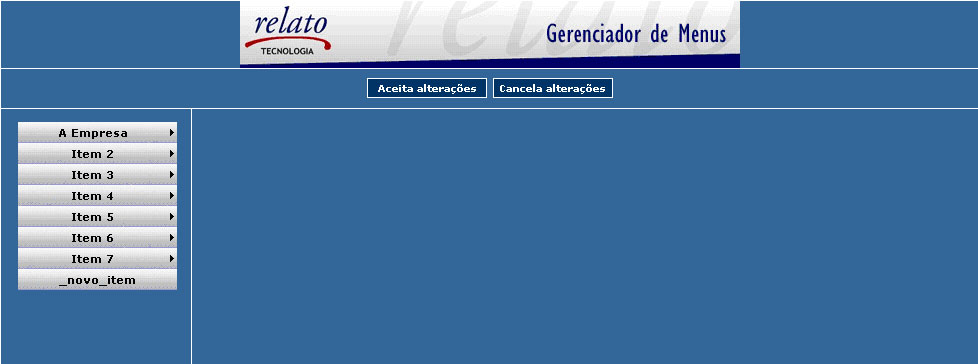 relato
TECNOLOGIA
relato
Gerenciador de Menus
Aceita alterações
Cancela alterações
A Empresa
Item 2
Item 3
Item 4
Item 5
Item 6
Item 7
_novo_item